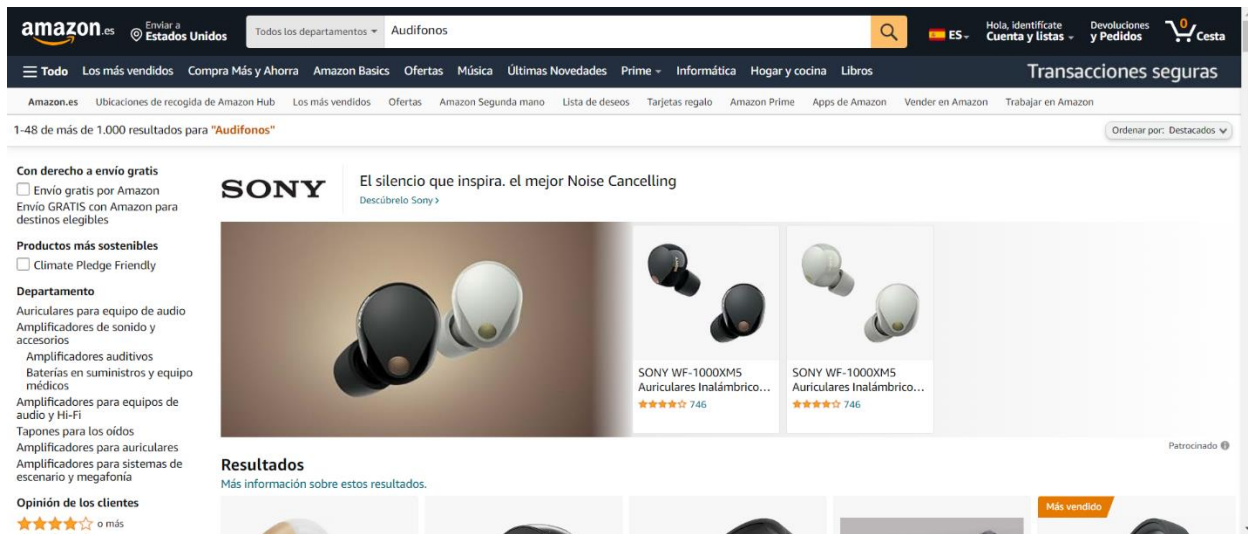 amazon.es
Enviar a
Estados Unidos
Todos los departamentos
Audifonos
ES
Hola, identifícate
Cuenta y listas
Devoluciones
y Pedidos
0
Cesta
Todo
Los más vendidos
Compra Más y Ahorra
Amazon Basics
Ofertas
Música
Últimas Novedades
Prime
Informática
Hogar y cocina
Libros
Transacciones seguras
Amazon.es
Ubicaciones de recogida de Amazon Hub
Los más vendidos
Ofertas
Amazon Segunda mano
Lista de deseos
Tarjetas regalo
Amazon Prime
Apps de Amazon
Vender en Amazon
Trabajar en Amazon
1-48 de más de 1.000 resultados para "Audifonos"
Ordenar por: Destacados
Con derecho a envío gratis
Envío gratis por Amazon
Envío GRATIS con Amazon para
destinos elegibles
Productos más sostenibles
Climate Pledge Friendly
Departamento
Auriculares para equipo de audio
Amplificadores de sonido y
accesorios
Amplificadores auditivos
Baterías en suministros y equipo
médicos
Amplificadores para equipos de
audio y Hi-Fi
Tapones para los oídos
Amplificadores para auriculares
Amplificadores para sistemas de
escenario y megafonía
Opinión de los clientes
o más
SONY
El silencio que inspira. el mejor Noise Cancelling
Descúbrelo Sony ›
SONY WF-1000XM5
Auriculares Inalámbrico...
746
SONY WF-1000XM5
Auriculares Inalámbrico...
746
Patrocinado
Resultados
Más información sobre estos resultados.
Más vendido